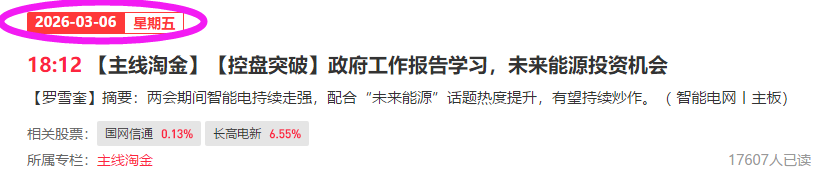 2026-03-06 星期五
18:12 【主线淘金】【控盘突破】政府工作报告学习，未来能源投资机会
【罗雪奎】摘要：两会期间智能电持续走强，配合“未来能源”话题热度提升，有望持续炒作。（ 智能电网丨主板）
相关股票： 国网信通 0.13% 长高电新 6.55%
所属专栏：主线淘金 17607人已读